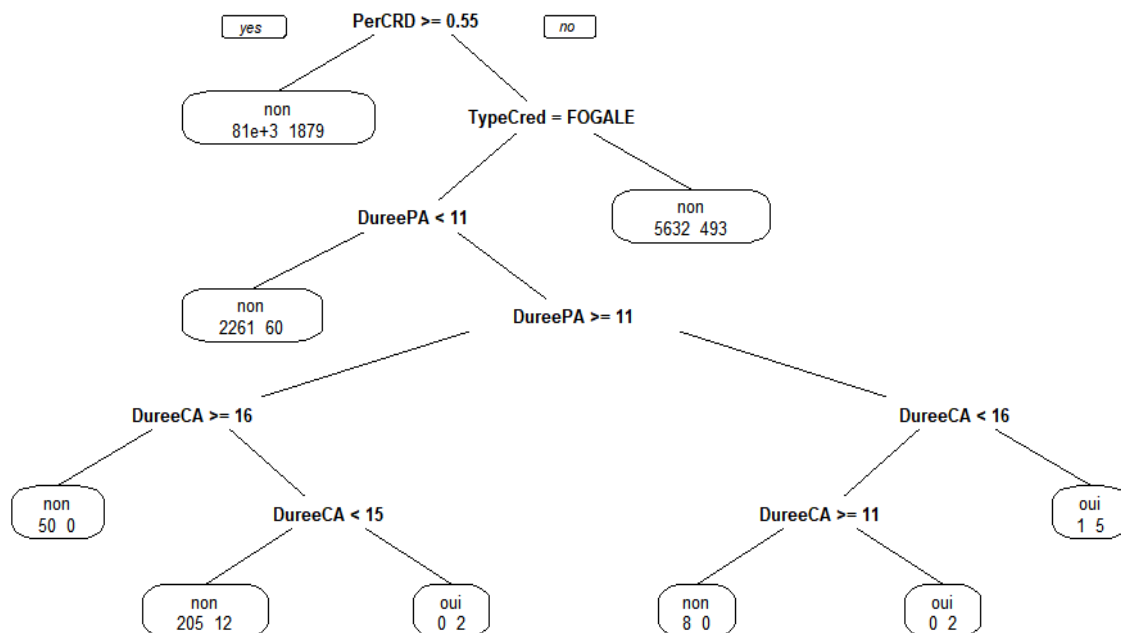 yes
PerCRD >= 0.55
no
non
81e+3 1879
TypeCred = FOGALE
DureePA < 11
non
5632 493
non
2261 60
DureePA >= 11
DureeCA >= 16
DureeCA < 16
non
50 0
DureeCA < 15
DureeCA >= 11
oui
1 5
non
205 12
oui
0 2
non
8 0
oui
0 2